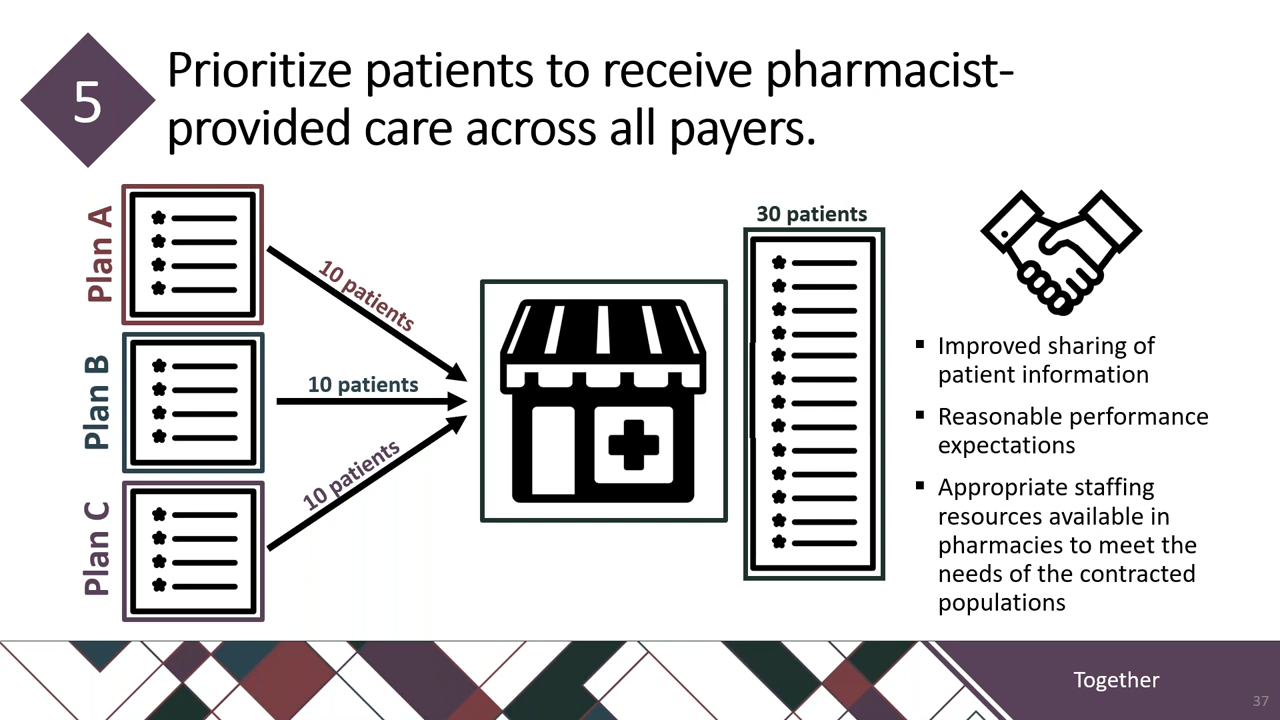 5
Prioritize patients to receive pharmacist-
provided care across all payers.
Plan A
Plan B
Plan C
10 patients
10 patients
10 patients
30 patients
▪ Improved sharing of
patient information
▪ Reasonable performance
expectations
▪ Appropriate staffing
resources available in
pharmacies to meet the
needs of the contracted
populations
Together
37